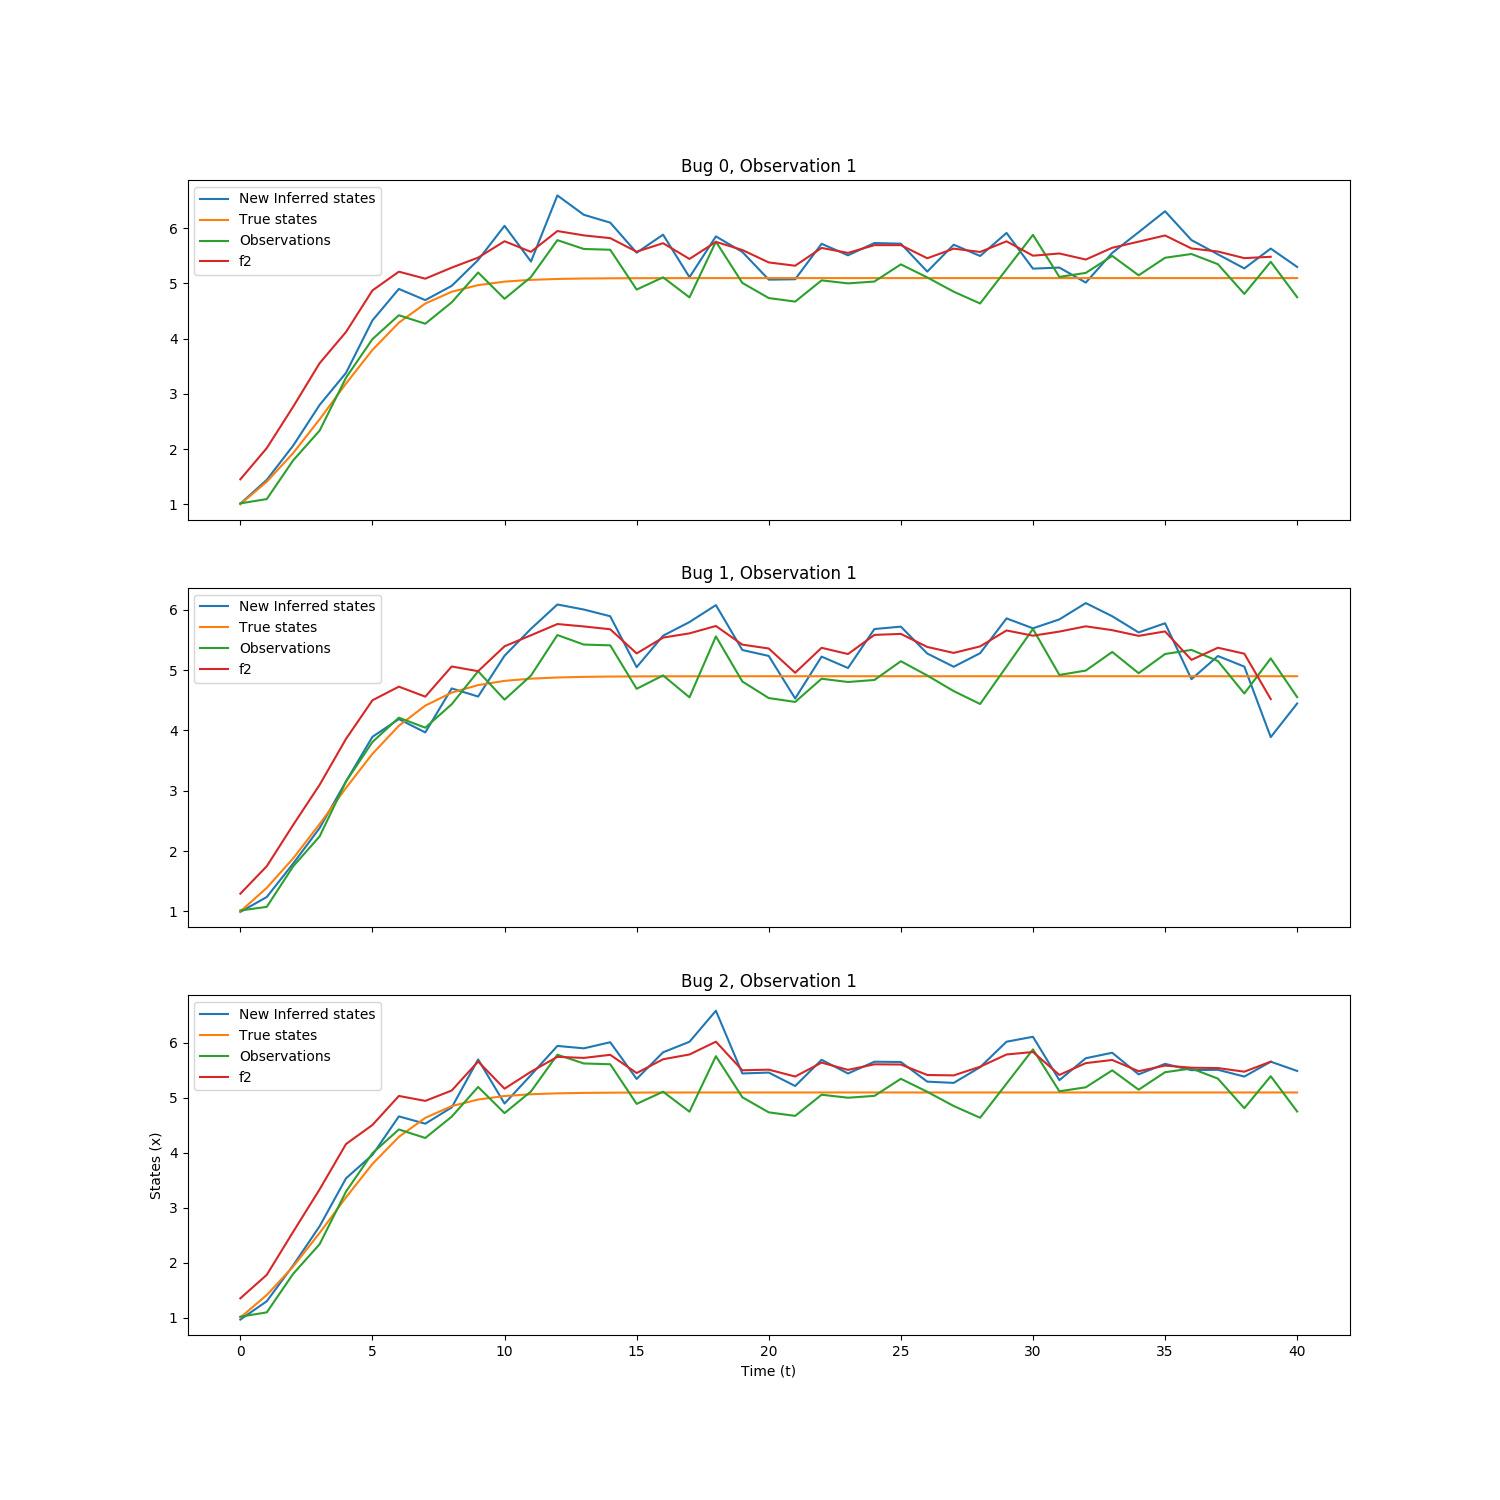 Bug 0, Observation 1
New Inferred states
True states
Observations
f2
6
5
4
3
2
1
Bug 1, Observation 1
New Inferred states
True states
Observations
f2
6
5
4
3
2
1
Bug 2, Observation 1
New Inferred states
True states
Observations
f2
6
5
4
3
2
1
States (x)
0 5 10 15 20 25 30 35 40
Time (t)